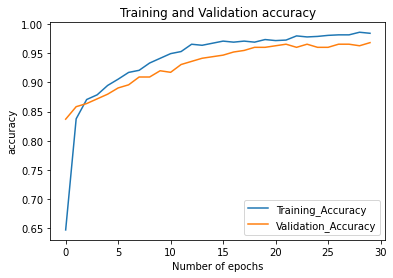 Training and Validation accuracy
1.00
0.95
0.90
0.85
0.80
0.75
0.70
0.65
accuracy
Training_Accuracy
Validation_Accuracy
0 5 10 15 20 25 30
Number of epochs